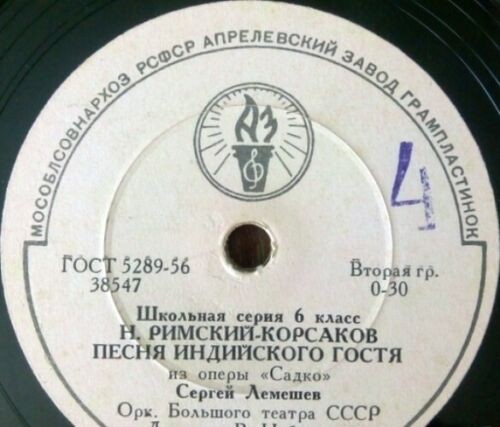 МОСОБЛСОВНАРХОЗ РСФСР АПРЕЛЕВСКИЙ ЗАВОД ГРАМПЛАСТИНОК
АЗ
4
ГОСТ 5289-56
38547
Вторая гр.
0-30
Школьная серия 6 класс
Н. РИМСКИЙ-КОРСАКОВ
ПЕСНЯ ИНДИЙСКОГО ГОСТЯ
из оперы «Садко»
Сергей Лемешев
Орк. Большого театра СССР